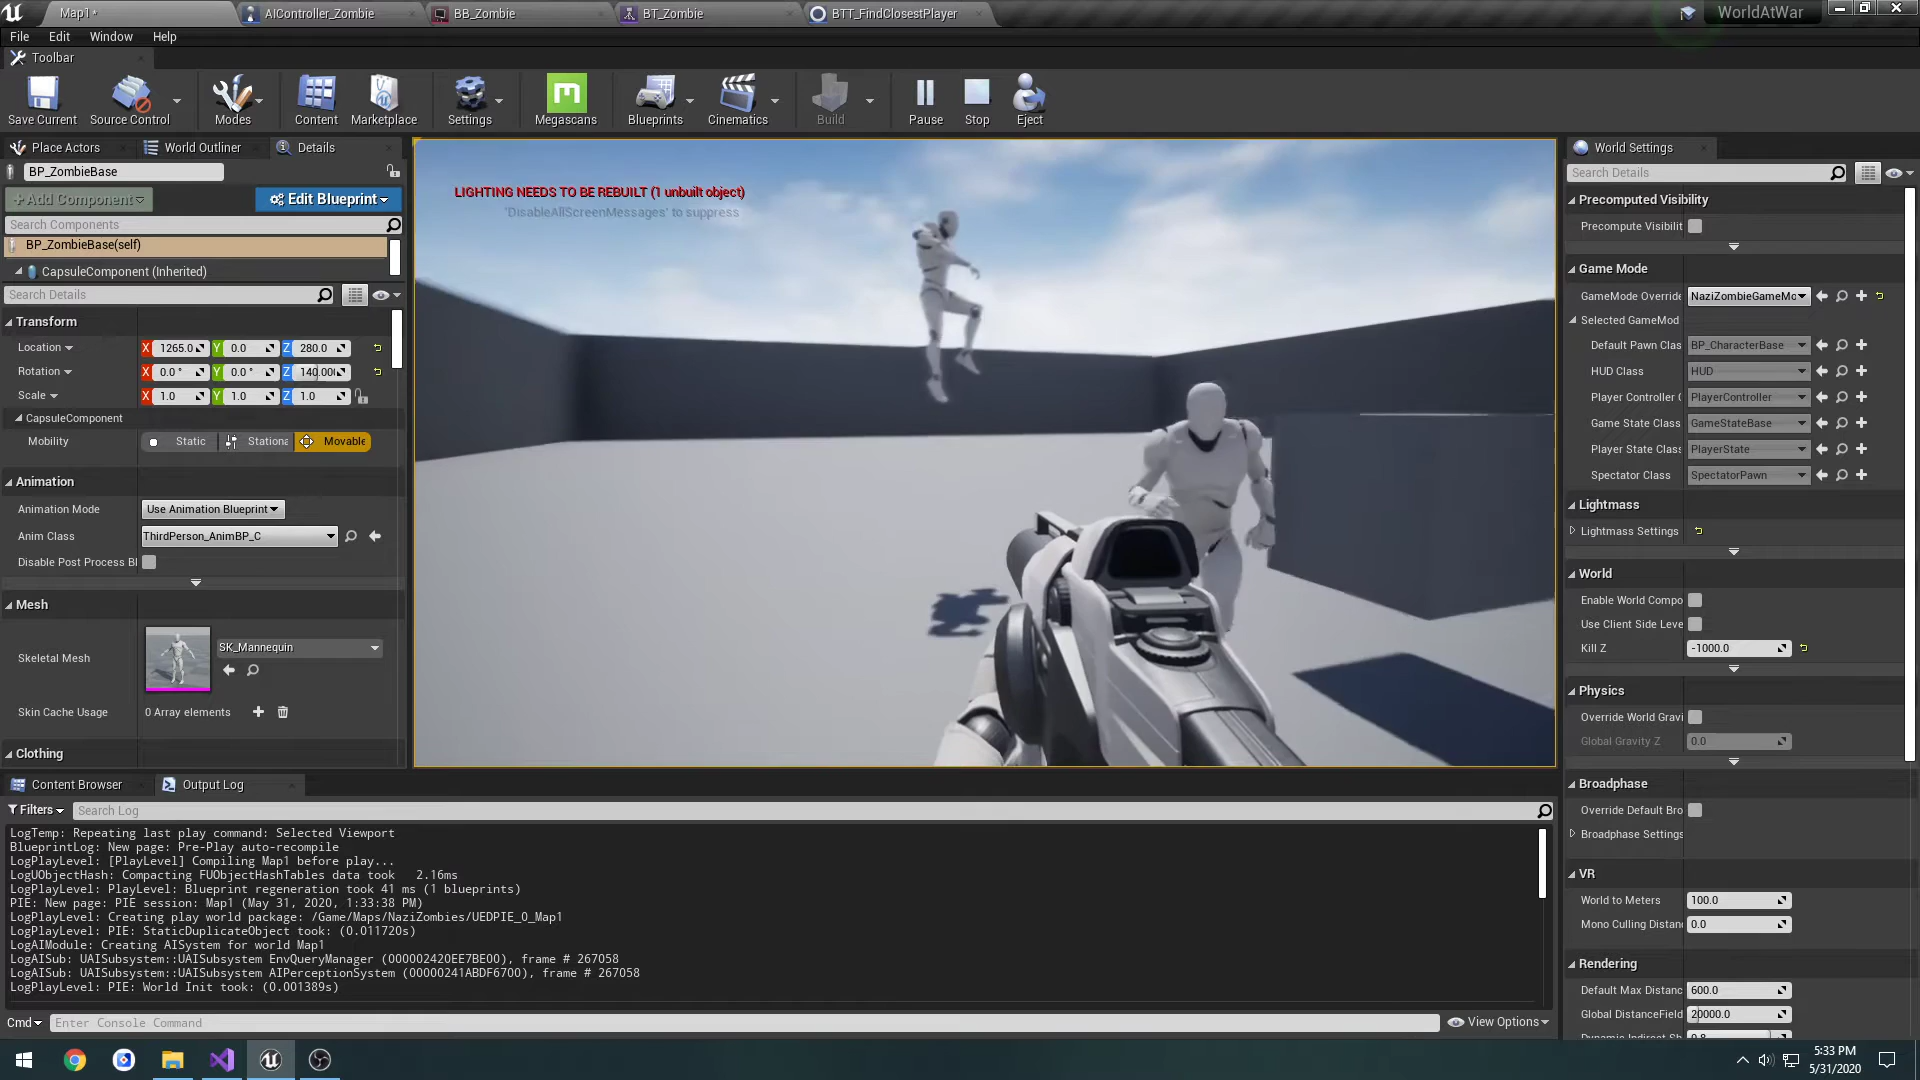 Map1*
AIController_Zombie
BB_Zombie
BT_Zombie
BTT_FindClosestPlayer
WorldAtWar
File
Edit
Window
Help
Toolbar
Save Current
Source Control
Modes
Content
Marketplace
Settings
Megascans
Blueprints
Cinematics
Build
Pause
Stop
Eject
Place Actors
World Outliner
Details
BP_ZombieBase
+Add Component
Edit Blueprint
Search Components
BP_ZombieBase(self)
CapsuleComponent (Inherited)
Search Details
Transform
Location
X 1265.0
Y 0.0
Z 280.0
Rotation
X 0.0 °
Y 0.0 °
Z 140.00
Scale
X 1.0
Y 1.0
Z 1.0
CapsuleComponent
Mobility
Static
Stationa
Movable
Animation
Animation Mode
Use Animation Blueprint
Anim Class
ThirdPerson_AnimBP_C
Disable Post Process Bl
Mesh
Skeletal Mesh
SK_Mannequin
Skin Cache Usage
0 Array elements
Clothing
LIGHTING NEEDS TO BE REBUILT (1 unbuilt object)
'DisableAllScreenMessages' to suppress
World Settings
Search Details
Precomputed Visibility
Precompute Visibilit
Game Mode
GameMode Override
NaziZombieGameMo
Selected GameMod
Default Pawn Clas
BP_CharacterBase
HUD Class
HUD
Player Controller C
PlayerController
Game State Class
GameStateBase
Player State Class
PlayerState
Spectator Class
SpectatorPawn
Lightmass
Lightmass Settings
World
Enable World Compo
Use Client Side Leve
Kill Z
-1000.0
Physics
Override World Gravi
Global Gravity Z
0.0
Broadphase
Override Default Bro
Broadphase Settings
VR
World to Meters
100.0
Mono Culling Distanc
0.0
Rendering
Default Max Distanc
600.0
Global DistanceField
20000.0
Content Browser
Output Log
Filters
Search Log
LogTemp: Repeating last play command: Selected Viewport
BlueprintLog: New page: Pre-Play auto-recompile
LogPlayLevel: [PlayLevel] Compiling Map1 before play...
LogUObjectHash: Compacting FUObjectHashTables data took   2.16ms
LogPlayLevel: PlayLevel: Blueprint regeneration took 41 ms (1 blueprints)
PIE: New page: PIE session: Map1 (May 31, 2020, 1:33:38 PM)
LogPlayLevel: Creating play world package: /Game/Maps/NaziZombies/UEDPIE_0_Map1
LogPlayLevel: PIE: StaticDuplicateObject took: (0.011720s)
LogAIModule: Creating AISystem for world Map1
LogAISub: UAISubsystem::UAISubsystem EnvQueryManager (000002420EE7BE00), frame # 267058
LogAISub: UAISubsystem::UAISubsystem AIPerceptionSystem (00000241ABDF6700), frame # 267058
LogPlayLevel: PIE: World Init took: (0.001389s)
Cmd
Enter Console Command
View Options
5:33 PM
5/31/2020